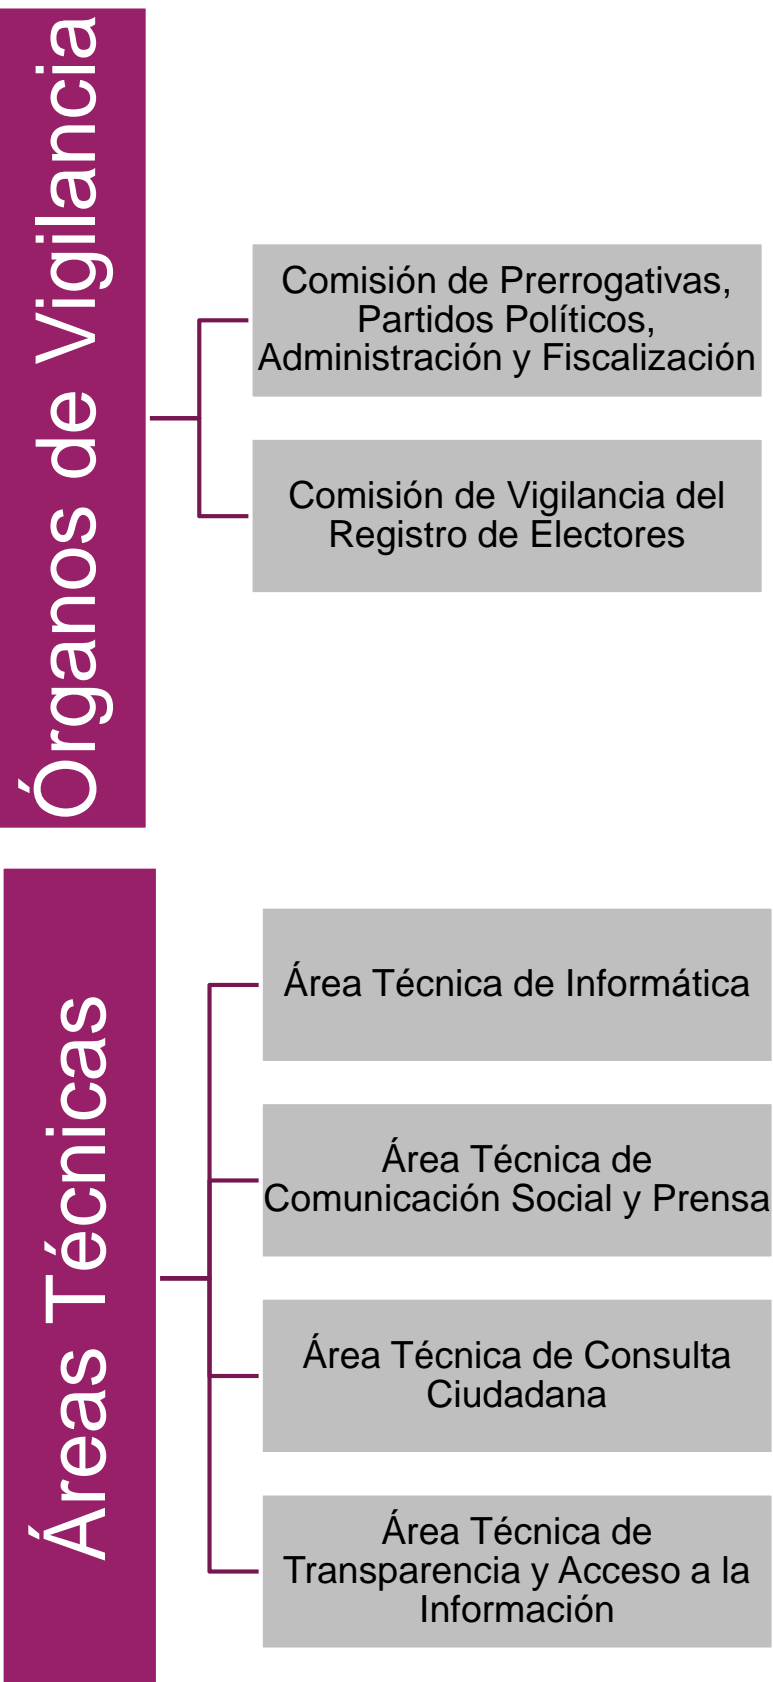 Órganos de Vigilancia
Comisión de Prerrogativas,
Partidos Políticos,
Administración y Fiscalización
Comisión de Vigilancia del
Registro de Electores
Áreas Técnicas
Área Técnica de Informática
Área Técnica de
Comunicación Social y Prensa
Área Técnica de Consulta
Ciudadana
Área Técnica de
Transparencia y Acceso a la
Información